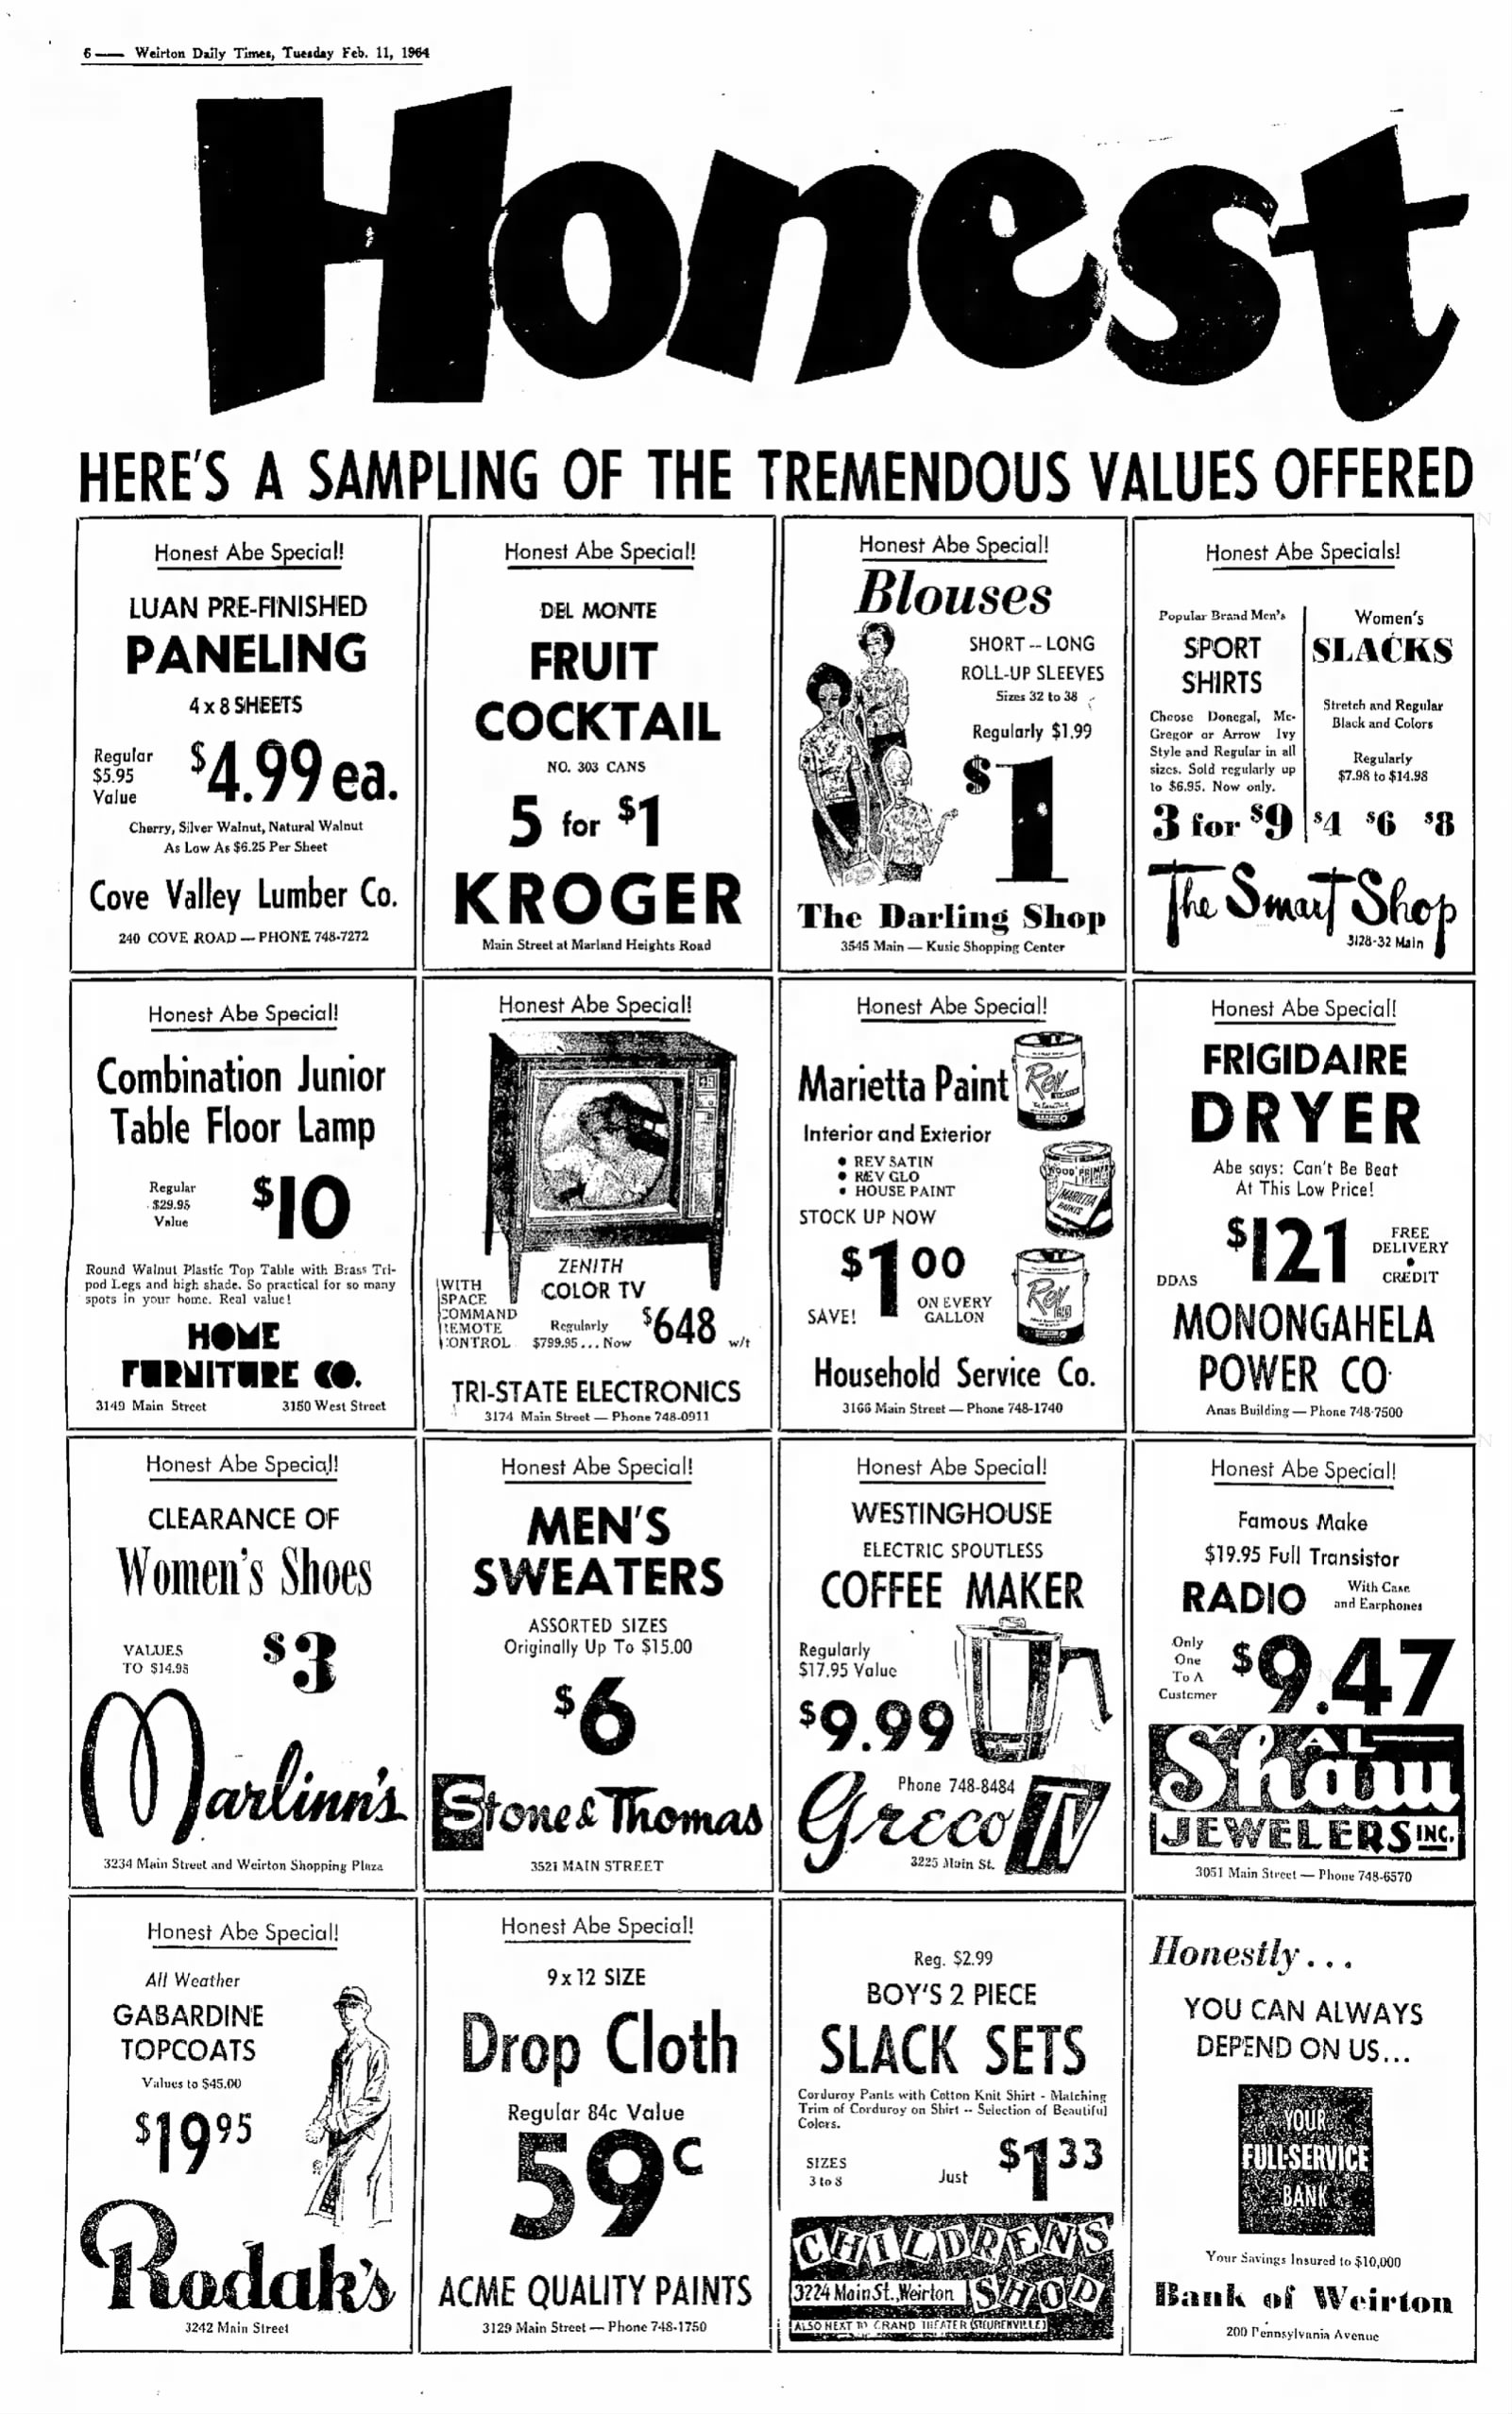 6 — Weirton Daily Times, Tuesday Feb. 11, 1964
Honest
HERE'S A SAMPLING OF THE TREMENDOUS VALUES OFFERED
Honest Abe Special!
LUAN PRE-FINISHED
PANELING
4 x 8 SHEETS
Regular
$5.95
Value
$4.99 ea.
Cherry, Silver Walnut, Natural Walnut
As Low As $6.25 Per Sheet
Cove Valley Lumber Co.
240 COVE ROAD — PHONE 748-7272
Honest Abe Special!
DEL MONTE
FRUIT
COCKTAIL
NO. 303 CANS
5 for $1
KROGER
Main Street at Marland Heights Road
Honest Abe Special!
Blouses
SHORT -- LONG
ROLL-UP SLEEVES
Sizes 32 to 38
Regularly $1.99
$1
The Darling Shop
3545 Main — Kusic Shopping Center
Honest Abe Specials!
Popular Brand Men's
SPORT
SHIRTS
Choose Donegal, Mc-
Gregor or Arrow Ivy
Style and Regular in all
sizes. Sold regularly up
to $6.95. Now only.
3 for $9
Women's
SLACKS
Stretch and Regular
Black and Colors
Regularly
$7.98 to $14.98
$4 $6 $8
The Smart Shop
3128-32 Main
Honest Abe Special!
Combination Junior
Table Floor Lamp
Regular
$29.95
Value
$10
Round Walnut Plastic Top Table with Brass Tri-
pod Legs and high shade. So practical for so many
spots in your home. Real value!
HOME
FURNITURE CO.
3149 Main Street 3150 West Street
Honest Abe Special!
ZENITH
COLOR TV
WITH
SPACE
COMMAND
REMOTE
CONTROL
Regularly
$799.95 ... Now
$648 w/t
TRI-STATE ELECTRONICS
3174 Main Street — Phone 748-0911
Honest Abe Special!
Marietta Paint
Rev
Interior and Exterior
• REV SATIN
• REV GLO
• HOUSE PAINT
WOOD PRIMER
MARIETTA
PAINTS
STOCK UP NOW
$1.00
SAVE!
ON EVERY
GALLON
Rev
Household Service Co.
3166 Main Street — Phone 748-1740
Honest Abe Special!
FRIGIDAIRE
DRYER
Abe says: Can't Be Beat
At This Low Price!
DDAS
$121
FREE
DELIVERY
•
CREDIT
MONONGAHELA
POWER CO.
Anas Building — Phone 748-7500
Honest Abe Special!
CLEARANCE OF
Women's Shoes
VALUES
TO $14.95
$3
Marlinn's
3234 Main Street and Weirton Shopping Plaza
Honest Abe Special!
MEN'S
SWEATERS
ASSORTED SIZES
Originally Up To $15.00
$6
Stone & Thomas
3521 MAIN STREET
Honest Abe Special!
WESTINGHOUSE
ELECTRIC SPOUTLESS
COFFEE MAKER
Regularly
$17.95 Value
$9.99
Phone 748-8484
Greco TV
3225 Main St.
Honest Abe Special!
Famous Make
$19.95 Full Transistor
RADIO
With Case
and Earphones
Only
One
To A
Customer
$9.47
AL
Shaw
JEWELERS INC.
3051 Main Street — Phone 748-6570
Honest Abe Special!
All Weather
GABARDINE
TOPCOATS
Values to $45.00
$19 95
Rodak's
3242 Main Street
Honest Abe Special!
9 x 12 SIZE
Drop Cloth
Regular 84c Value
59c
ACME QUALITY PAINTS
3129 Main Street — Phone 748-1750
Reg. $2.99
BOY'S 2 PIECE
SLACK SETS
Corduroy Pants with Cotton Knit Shirt - Matching
Trim of Corduroy on Shirt -- Selection of Beautiful
Colors.
SIZES
3 to 8
Just
$1 33
CHILDREN'S
3224 Main St., Weirton SHOP
ALSO NEXT TO GRAND THEATER (STEUBENVILLE)
Honestly...
YOU CAN ALWAYS
DEPEND ON US...
YOUR
FULL-SERVICE
BANK
Your Savings Insured to $10,000
Bank of Weirton
200 Pennsylvania Avenue